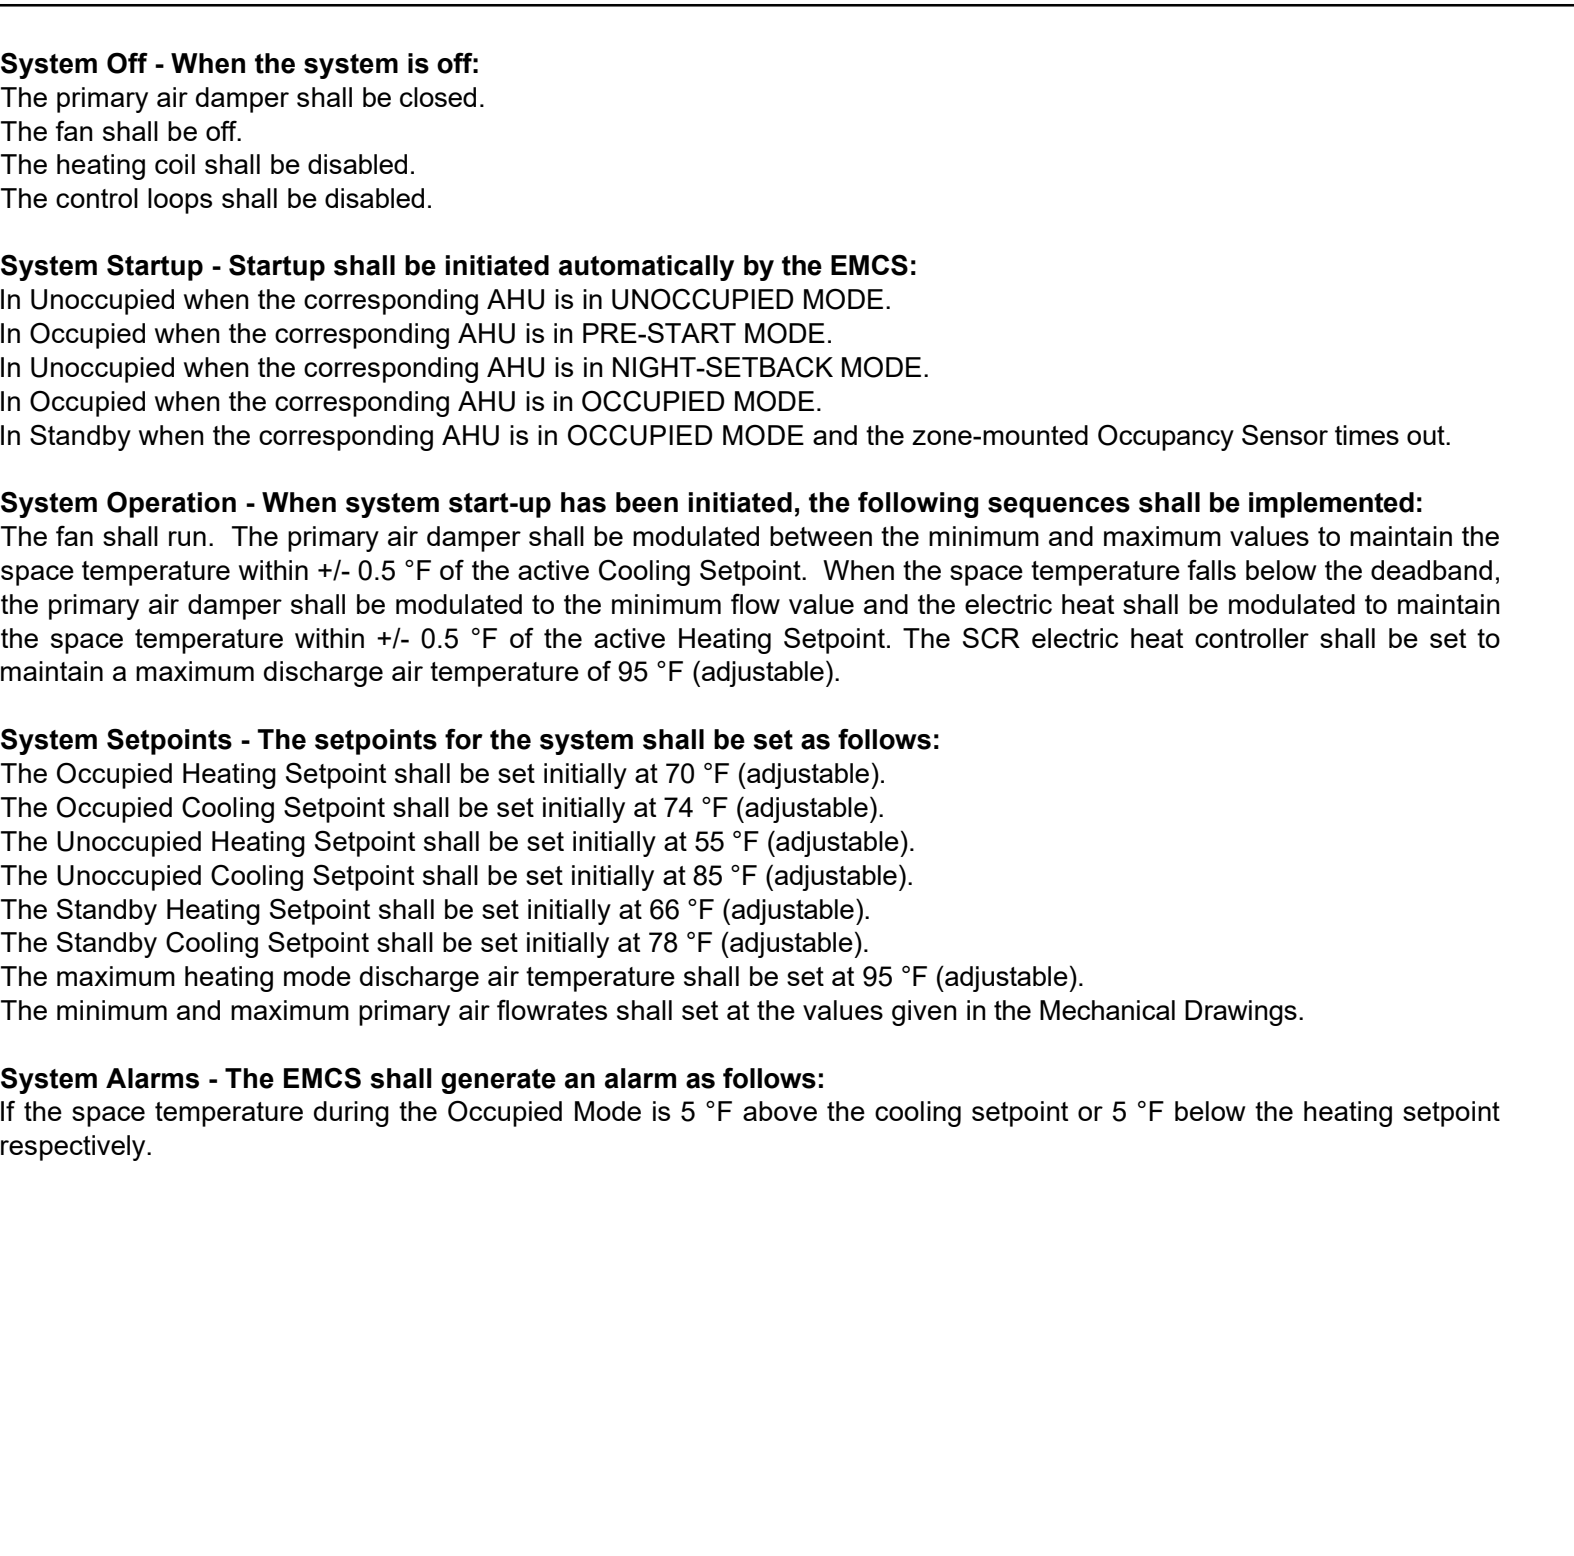 System Off - When the system is off:
The primary air damper shall be closed.
The fan shall be off.
The heating coil shall be disabled.
The control loops shall be disabled.
System Startup - Startup shall be initiated automatically by the EMCS:
In Unoccupied when the corresponding AHU is in UNOCCUPIED MODE.
In Occupied when the corresponding AHU is in PRE-START MODE.
In Unoccupied when the corresponding AHU is in NIGHT-SETBACK MODE.
In Occupied when the corresponding AHU is in OCCUPIED MODE.
In Standby when the corresponding AHU is in OCCUPIED MODE and the zone-mounted Occupancy Sensor times out.
System Operation - When system start-up has been initiated, the following sequences shall be implemented:
The fan shall run.  The primary air damper shall be modulated between the minimum and maximum values to maintain the
space temperature within +/- 0.5 °F of the active Cooling Setpoint.  When the space temperature falls below the deadband,
the primary air damper shall be modulated to the minimum flow value and the electric heat shall be modulated to maintain
the space temperature within +/- 0.5 °F of the active Heating Setpoint. The SCR electric heat controller shall be set to
maintain a maximum discharge air temperature of 95 °F (adjustable).
System Setpoints - The setpoints for the system shall be set as follows:
The Occupied Heating Setpoint shall be set initially at 70 °F (adjustable).
The Occupied Cooling Setpoint shall be set initially at 74 °F (adjustable).
The Unoccupied Heating Setpoint shall be set initially at 55 °F (adjustable).
The Unoccupied Cooling Setpoint shall be set initially at 85 °F (adjustable).
The Standby Heating Setpoint shall be set initially at 66 °F (adjustable).
The Standby Cooling Setpoint shall be set initially at 78 °F (adjustable).
The maximum heating mode discharge air temperature shall be set at 95 °F (adjustable).
The minimum and maximum primary air flowrates shall set at the values given in the Mechanical Drawings.
System Alarms - The EMCS shall generate an alarm as follows:
If the space temperature during the Occupied Mode is 5 °F above the cooling setpoint or 5 °F below the heating setpoint
respectively.